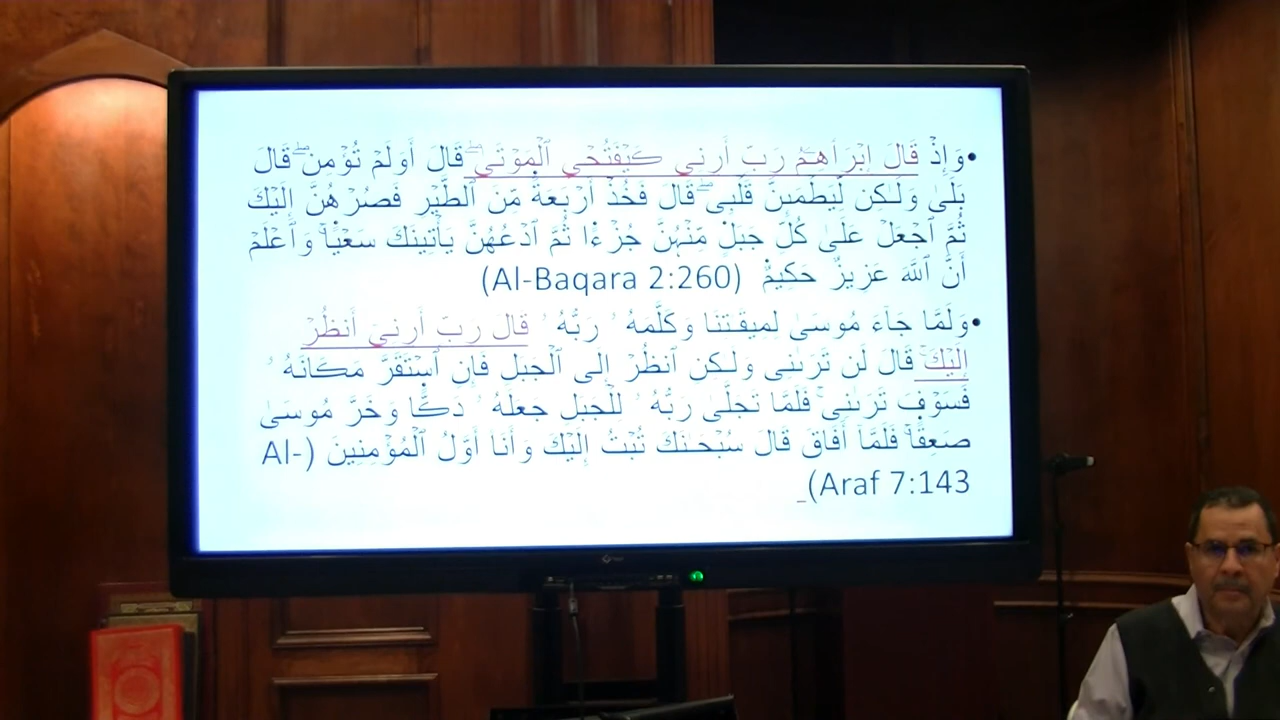 •وَإِذۡ قَالَ إِبۡرَٰهِـۧمُ رَبِّ أَرِنِي كَيۡفَ تُحۡيِ ٱلۡمَوۡتَىٰۖ قَالَ أَوَلَمۡ تُؤۡمِنۖ قَالَ
بَلَىٰ وَلَٰكِن لِّيَطۡمَئِنَّ قَلۡبِيۖ قَالَ فَخُذۡ أَرۡبَعَةٗ مِّنَ ٱلطَّيۡرِ فَصُرۡهُنَّ إِلَيۡكَ
ثُمَّ ٱجۡعَلۡ عَلَىٰ كُلِّ جَبَلٖ مِّنۡهُنَّ جُزۡءٗا ثُمَّ ٱدۡعُهُنَّ يَأۡتِينَكَ سَعۡيٗاۚ وَٱعۡلَمۡ
أَنَّ ٱللَّهَ عَزِيزٌ حَكِيمٞ (Al-Baqara 2:260)
•وَلَمَّا جَآءَ مُوسَىٰ لِمِيقَٰتِنَا وَكَلَّمَهُۥ رَبُّهُۥ قَالَ رَبِّ أَرِنِيٓ أَنظُرۡ
إِلَيۡكَۚ قَالَ لَن تَرَىٰنِي وَلَٰكِنِ ٱنظُرۡ إِلَى ٱلۡجَبَلِ فَإِنِ ٱسۡتَقَرَّ مَكَانَهُۥ
فَسَوۡفَ تَرَىٰنِيۚ فَلَمَّا تَجَلَّىٰ رَبُّهُۥ لِلۡجَبَلِ جَعَلَهُۥ دَكّٗا وَخَرَّ مُوسَىٰ
صَعِقٗاۚ فَلَمَّآ أَفَاقَ قَالَ سُبۡحَٰنَكَ تُبۡتُ إِلَيۡكَ وَأَنَا۠ أَوَّلُ ٱلۡمُؤۡمِنِينَ (Al-
Araf 7:143)